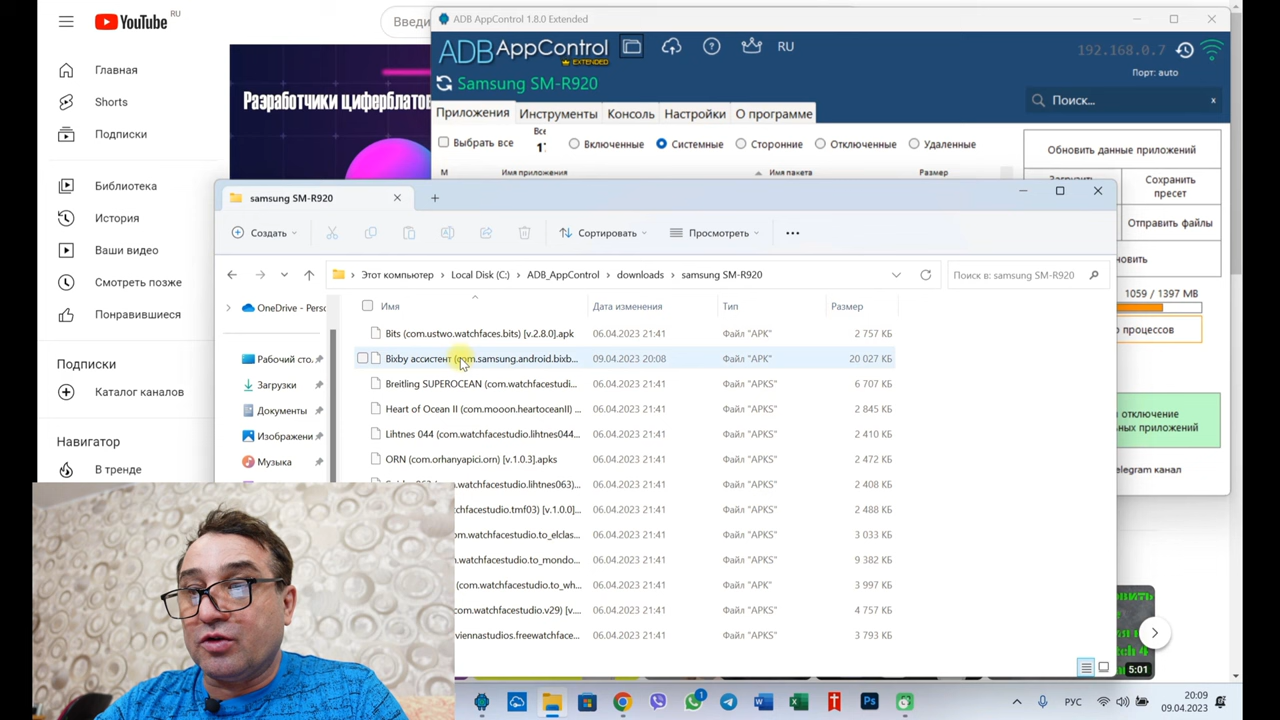 YouTube RU
Введи
Главная
Shorts
Подписки
Библиотека
История
Ваши видео
Смотреть позже
Понравившиеся
Подписки
Каталог каналов
Навигатор
В тренде
Разработчики циферблатов
ADB AppControl 1.8.0 Extended
ADB AppControl
EXTENDED
RU
192.168.0.7
Порт: auto
Samsung SM-R920
Поиск... x
Приложения Инструменты Консоль Настройки О программе
Выбрать все
Включенные Системные Сторонние Отключенные Удаленные
Имя приложения Имя пакета Размер
Обновить данные приложений
Сохранить
пресет
Отправить файлы
1059 / 1397 MB
процессов
отключение
elegram канал
samsung SM-R920
Создать Сортировать Просмотреть
Этот компьютер > Local Disk (C:) > ADB_AppControl > downloads > samsung SM-R920
Поиск в: samsung SM-R920
OneDrive - Perso
Рабочий сто.
Загрузки
Документы
Изображени
Музыка
Имя Дата изменения Тип Размер
Bits (com.ustwo.watchfaces.bits) [v.2.8.0].apk 06.04.2023 21:41 Файл "APK" 2 757 КБ
Bixby ассистент (com.samsung.android.bixb... 09.04.2023 20:08 Файл "APK" 20 027 КБ
Breitling SUPEROCEAN (com.watchfacestudi... 06.04.2023 21:41 Файл "APKS" 6 707 КБ
Heart of Ocean II (com.mooon.heartoceanII) ... 06.04.2023 21:41 Файл "APKS" 2 845 КБ
Lihtnes 044 (com.watchfacestudio.lihtnes044... 06.04.2023 21:41 Файл "APKS" 2 410 КБ
ORN (com.orhanyapici.orn) [v.1.0.3].apks 06.04.2023 21:41 Файл "APKS" 2 472 КБ
(com.watchfacestudio.lihtnes063)... 06.04.2023 21:41 Файл "APKS" 2 408 КБ
.watchfacestudio.tmf03) [v.1.0.0]... 06.04.2023 21:41 Файл "APKS" 2 488 КБ
om.watchfacestudio.to_elclas... 06.04.2023 21:41 Файл "APKS" 3 033 КБ
.watchfacestudio.to_mondo... 06.04.2023 21:41 Файл "APKS" 9 382 КБ
(com.watchfacestudio.to_wh... 06.04.2023 21:41 Файл "APK" 3 997 КБ
com.watchfacestudio.v29) [v.... 06.04.2023 21:41 Файл "APKS" 4 757 КБ
viennastudios.freewatchface... 06.04.2023 21:41 Файл "APKS" 3 793 КБ
5:01
1
РУС
20:09
09.04.2023